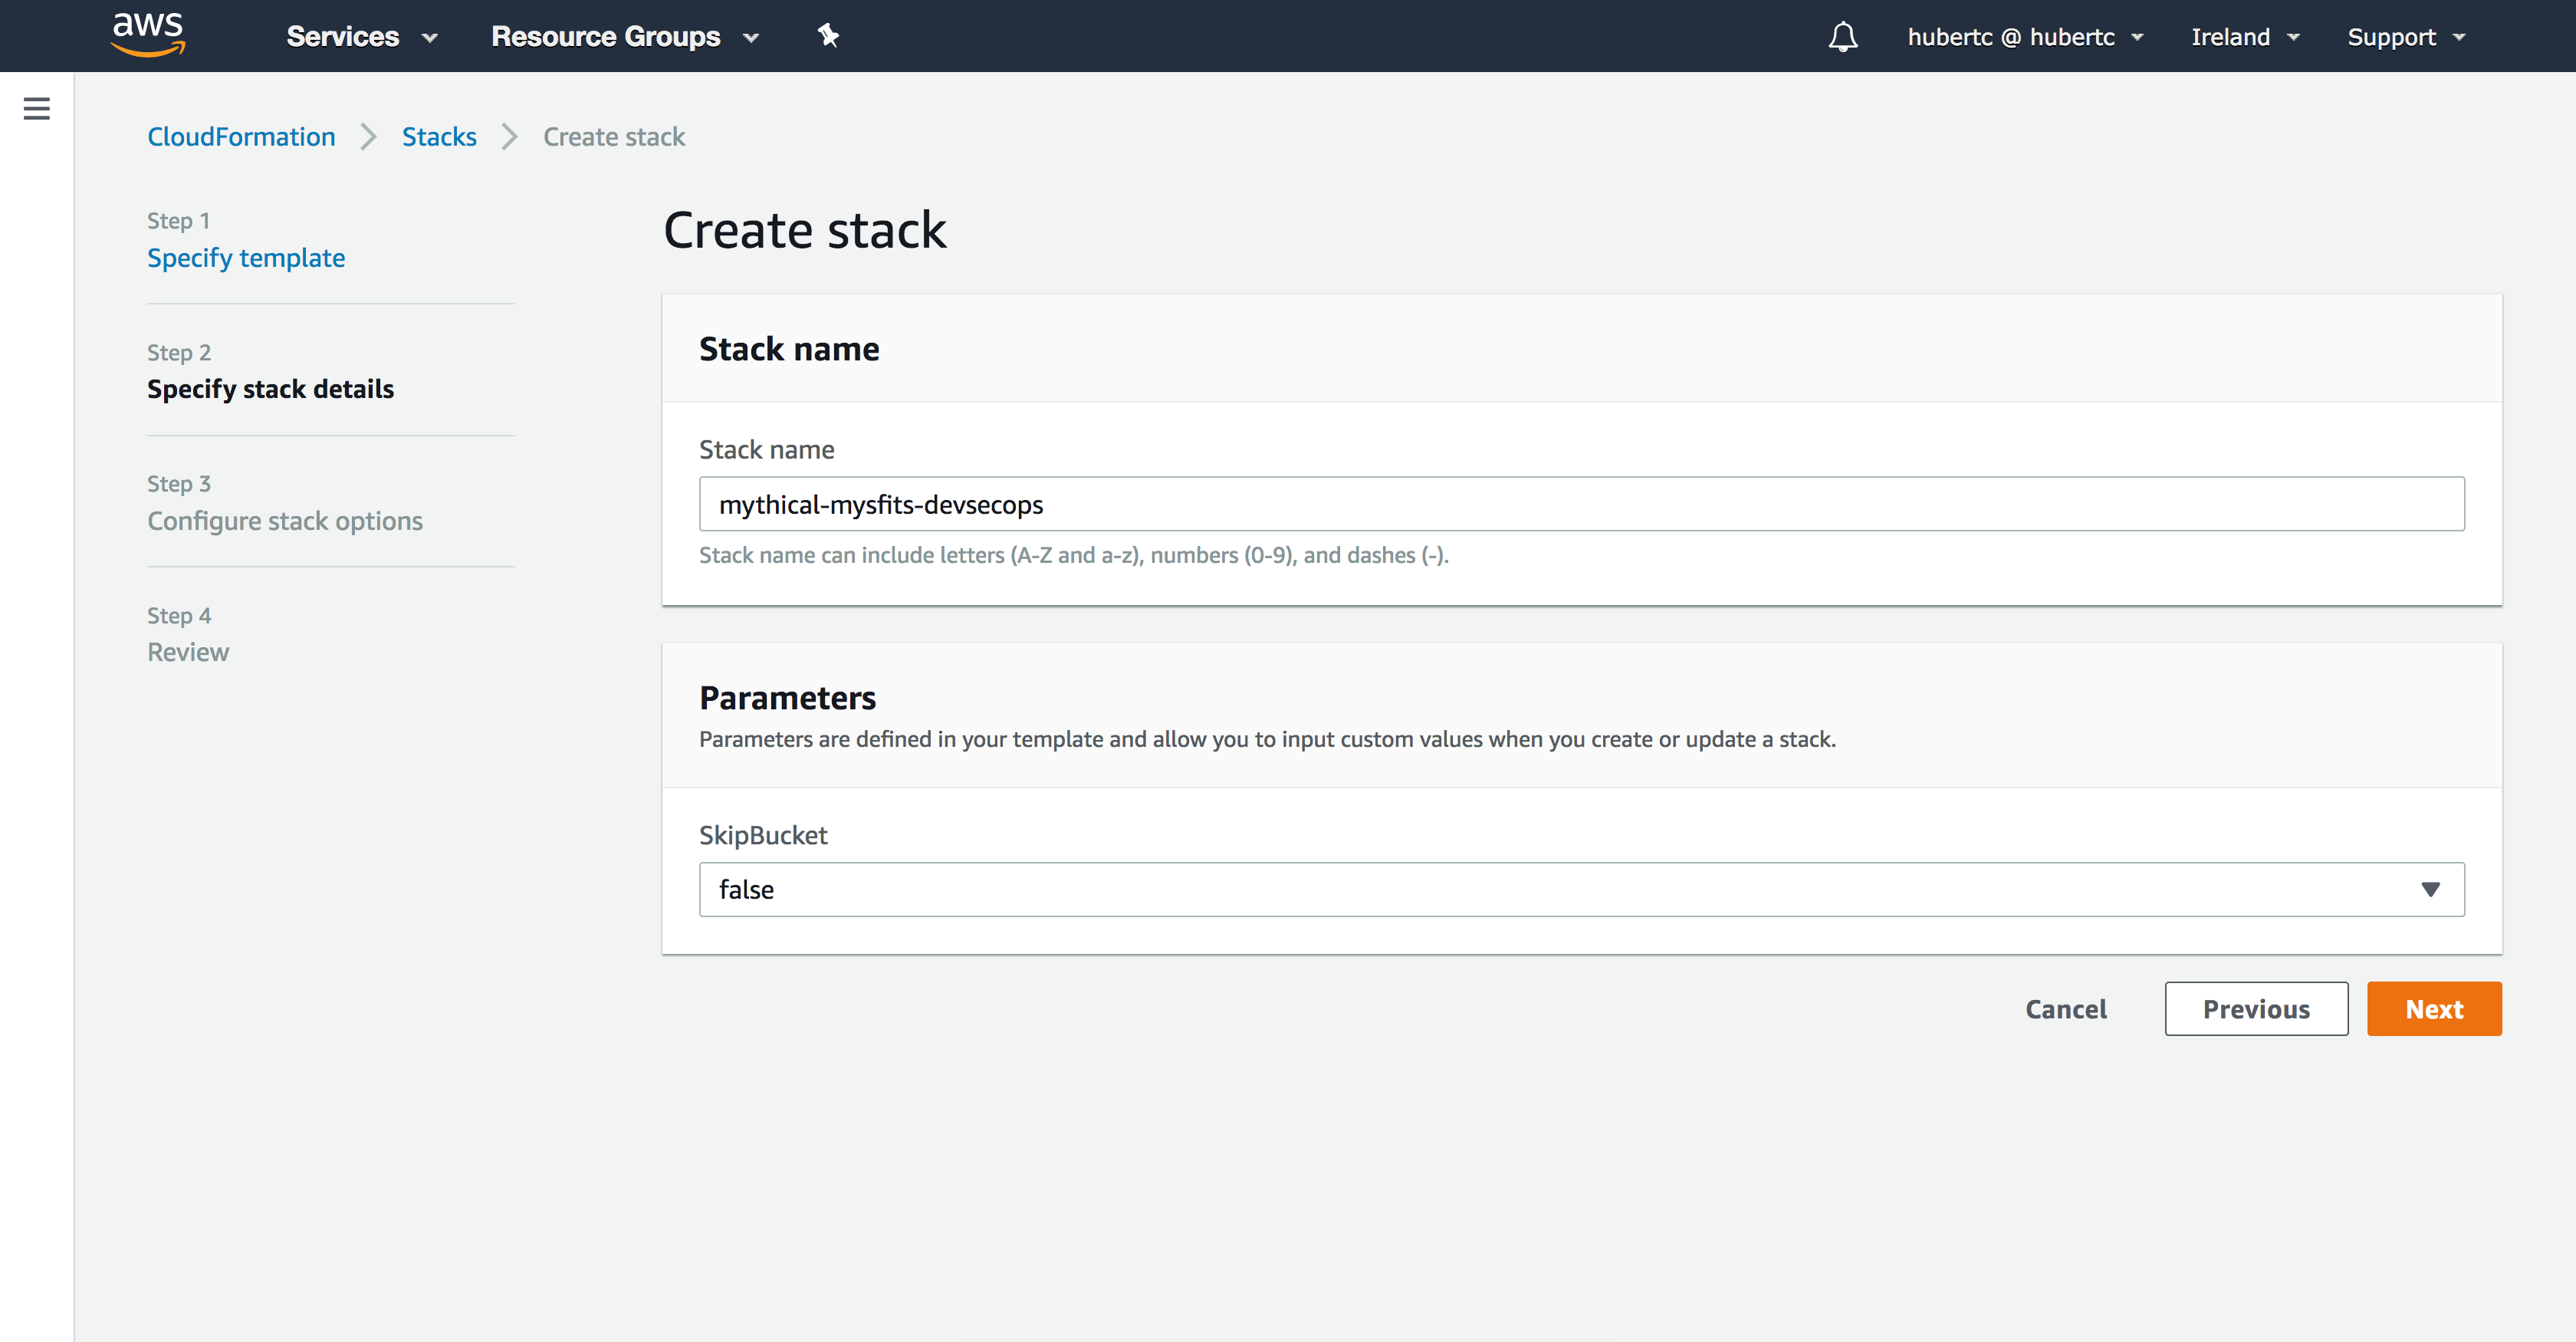 aws Services Resource Groups hubertc @ hubertc Ireland Support
CloudFormation Stacks Create stack
Step 1
Specify template
Step 2
Specify stack details
Step 3
Configure stack options
Step 4
Review
Create stack
Stack name
Stack name
mythical-mysfits-devsecops
Stack name can include letters (A-Z and a-z), numbers (0-9), and dashes (-).
Parameters
Parameters are defined in your template and allow you to input custom values when you create or update a stack.
SkipBucket
false
Cancel Previous Next